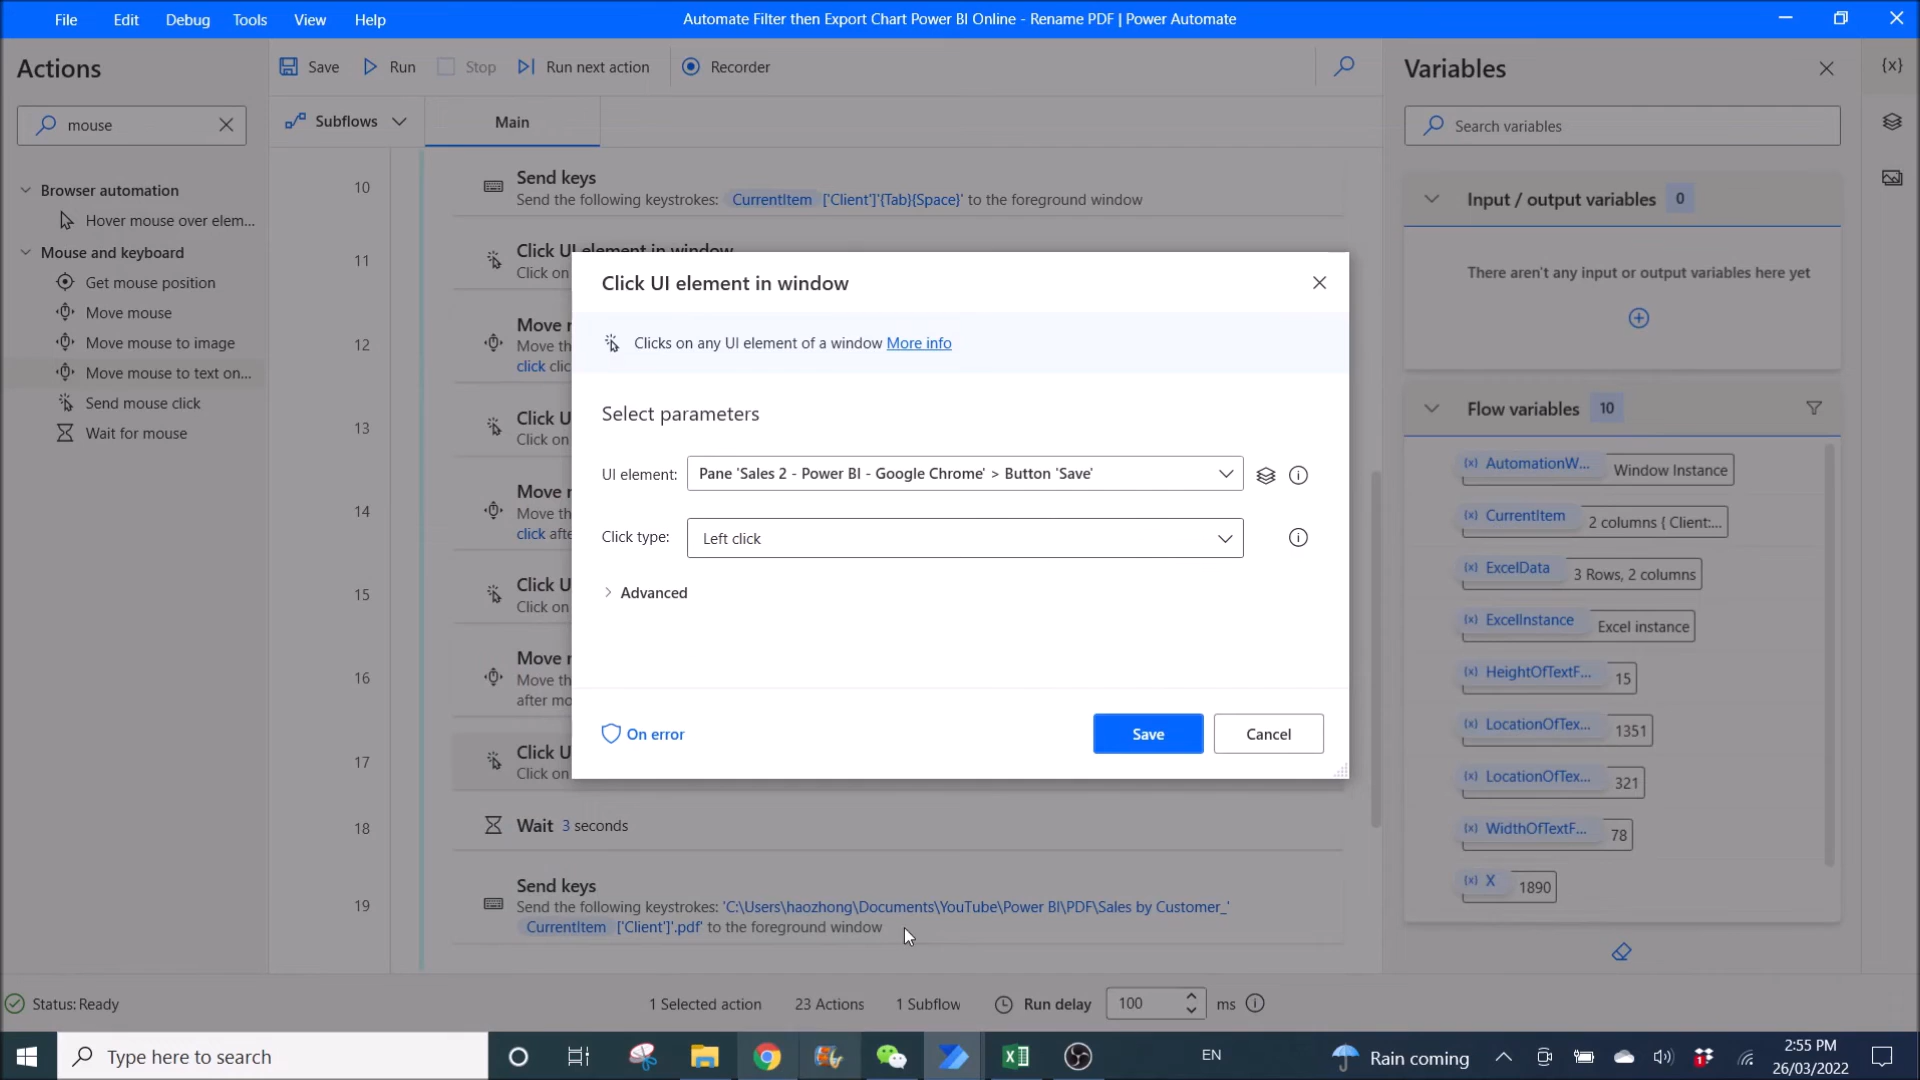 File Edit Debug Tools View Help
Automate Filter then Export Chart Power BI Online - Rename PDF | Power Automate
Actions
mouse
Browser automation
Hover mouse over elem...
Mouse and keyboard
Get mouse position
Move mouse
Move mouse to image
Move mouse to text on...
Send mouse click
Wait for mouse
Save Run Stop Run next action Recorder
Subflows Main
10 Send keys
Send the following keystrokes: CurrentItem ['Client']'{Tab}{Space}' to the foreground window
11 Click UI element in window
Click on
12 Move
Move th
click clic
13 Click U
Click on
14 Move
Move th
click afte
15 Click U
Click on
16 Move
Move th
after mo
17 Click U
Click on
18 Wait 3 seconds
19 Send keys
Send the following keystrokes: 'C:\Users\haozhong\Documents\YouTube\Power BI\PDF\Sales by Customer_'
CurrentItem ['Client']'.pdf' to the foreground window
Click UI element in window
Clicks on any UI element of a window More info
Select parameters
UI element: Pane 'Sales 2 - Power BI - Google Chrome' > Button 'Save'
Click type: Left click
Advanced
On error Save Cancel
Variables
{x}
Search variables
Input / output variables 0
There aren't any input or output variables here yet
Flow variables 10
{x} AutomationW... Window Instance
{x} CurrentItem 2 columns { Client:...
{x} ExcelData 3 Rows, 2 columns
{x} ExcelInstance Excel instance
{x} HeightOfTextF... 15
{x} LocationOfTex... 1351
{x} LocationOfTex... 321
{x} WidthOfTextF... 78
{x} X 1890
Status: Ready 1 Selected action 23 Actions 1 Subflow Run delay 100 ms
Type here to search
EN
Rain coming
1
2:55 PM
26/03/2022